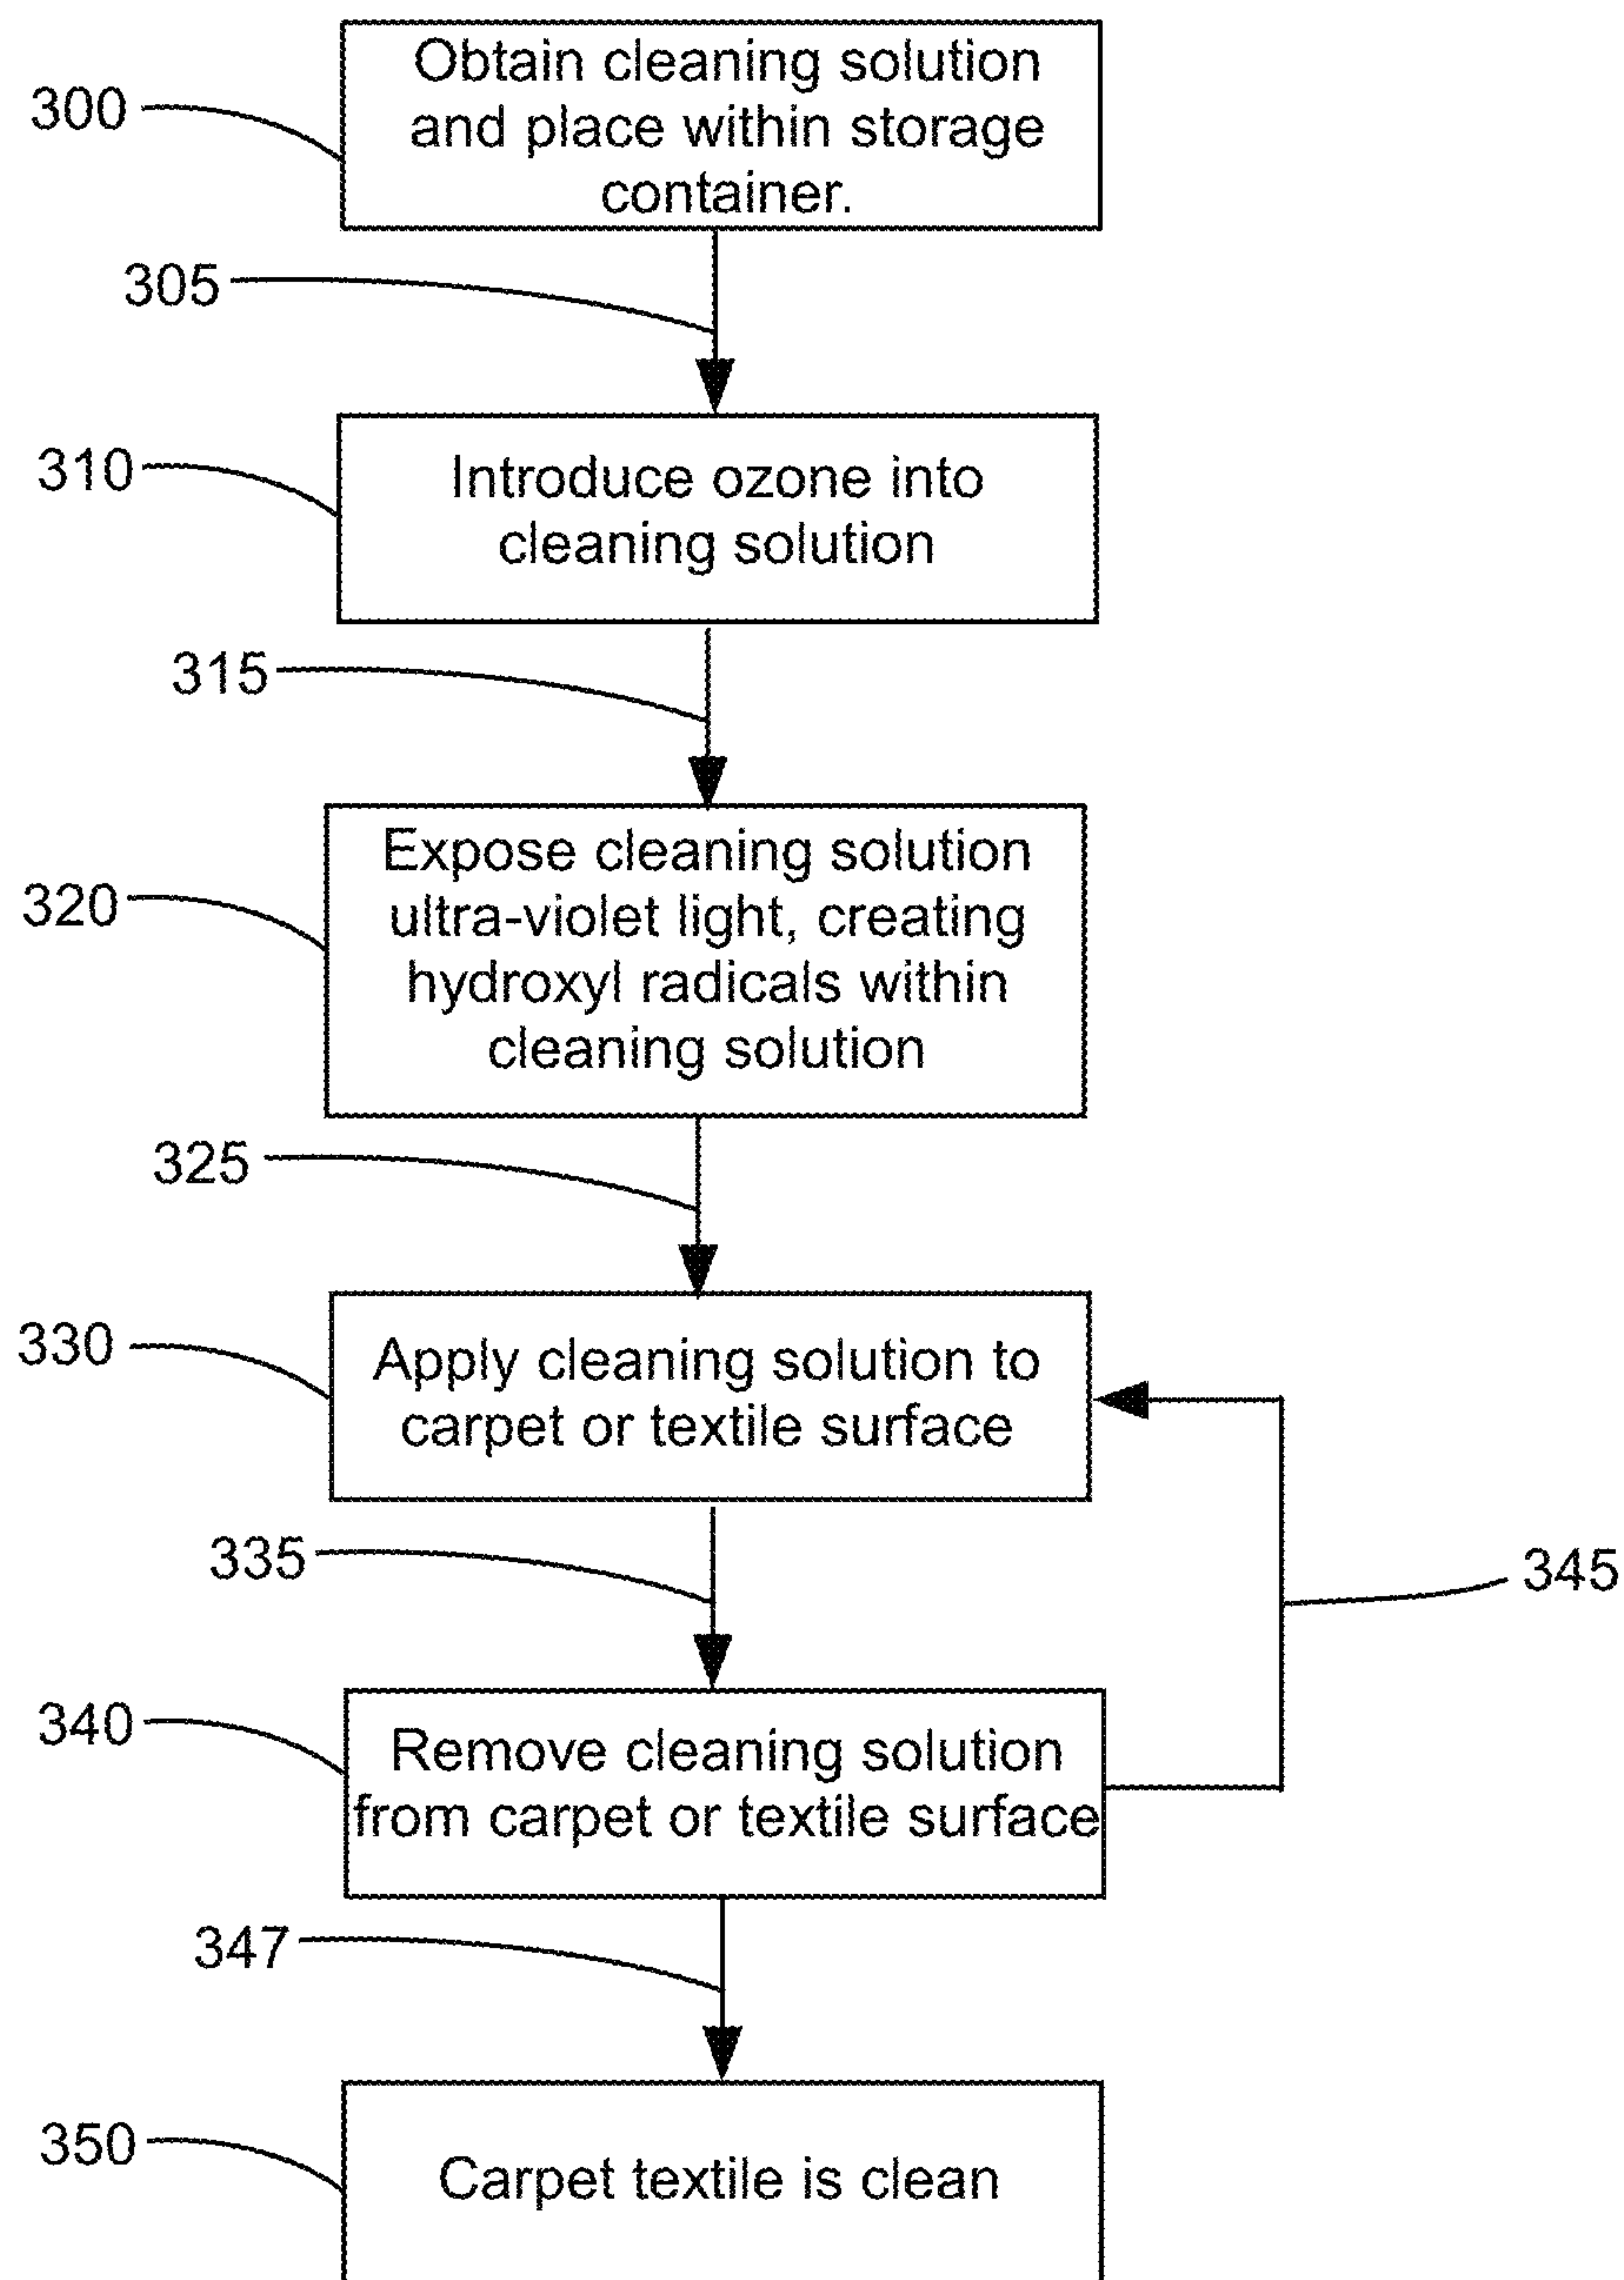 300
Obtain cleaning solution
and place within storage
container.
305
310
Introduce ozone into
cleaning solution
315
320
Expose cleaning solution
ultra-violet light, creating
hydroxyl radicals within
cleaning solution
325
330
Apply cleaning solution to
carpet or textile surface
335
345
340
Remove cleaning solution
from carpet or textile surface
347
350
Carpet textile is clean